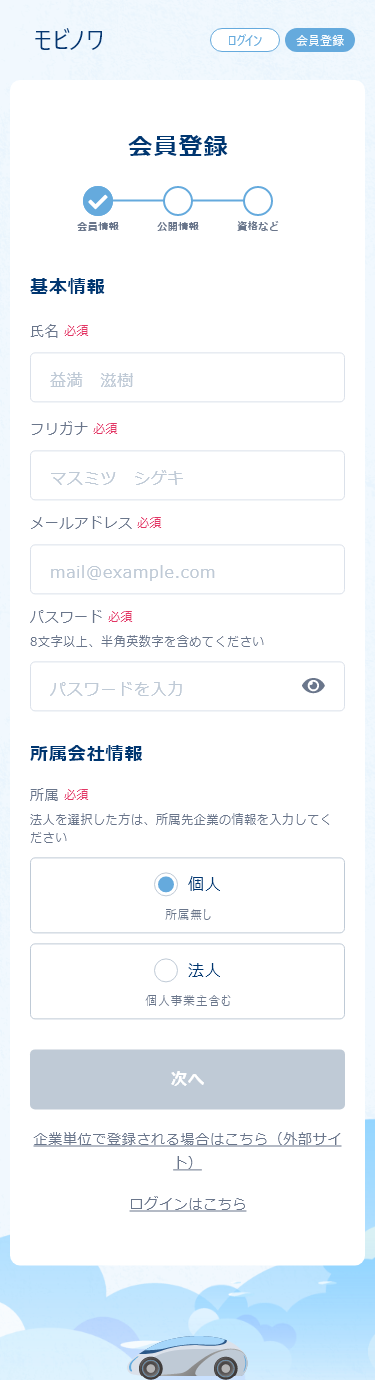 モビノワ
ログイン
会員登録
会員登録
会員情報
公開情報
資格など
基本情報
氏名 必須
益満　滋樹
フリガナ 必須
マスミツ　シゲキ
メールアドレス 必須
mail@example.com
パスワード 必須
8文字以上、半角英数字を含めてください
パスワードを入力
所属会社情報
所属 必須
法人を選択した方は、所属先企業の情報を入力してく
ださい
個人
所属無し
法人
個人事業主含む
次へ
企業単位で登録される場合はこちら（外部サイ
ト）
ログインはこちら